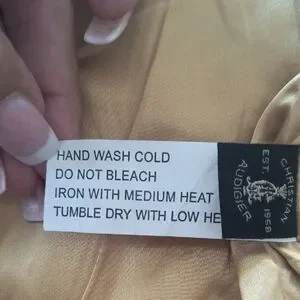 HAND WASH COLD
DO NOT BLEACH
IRON WITH MEDIUM HEAT
TUMBLE DRY WITH LOW HE
CHRISTIAN
EST. 1958
AUDIGIER